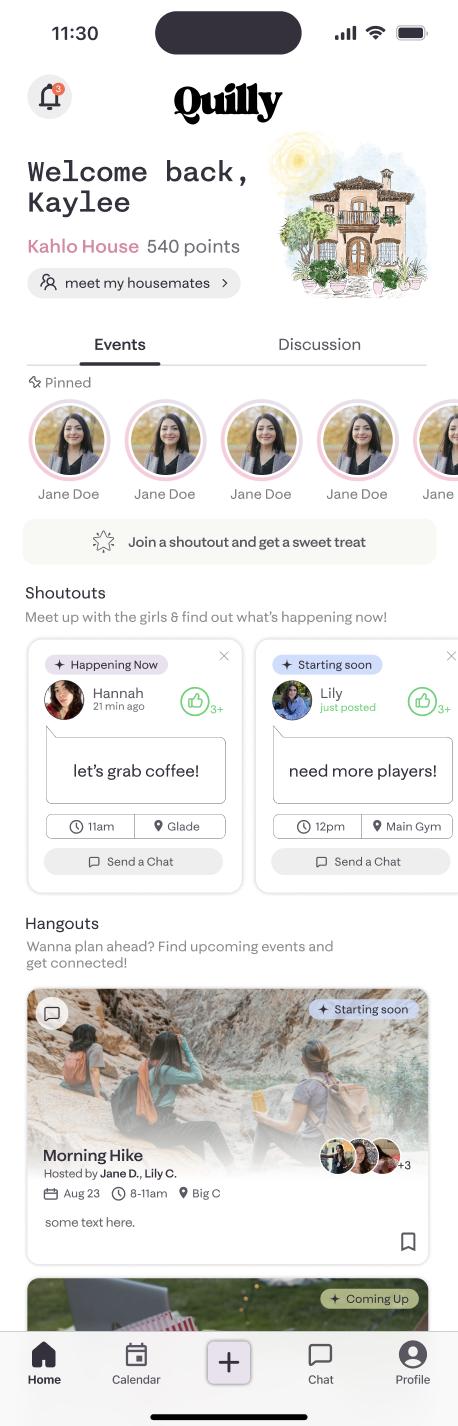 11:30
3
Quilly
Welcome back,
Kaylee
Kahlo House 540 points
meet my housemates >
Events
Discussion
Pinned
Jane Doe
Jane Doe
Jane Doe
Jane Doe
Jane
Join a shoutout and get a sweet treat
Shoutouts
Meet up with the girls & find out what's happening now!
Happening Now
Hannah
21 min ago
3+
let's grab coffee!
11am
Glade
Send a Chat
Starting soon
Lily
just posted
3+
need more players!
12pm
Main Gym
Send a Chat
Hangouts
Wanna plan ahead? Find upcoming events and
get connected!
Starting soon
Morning Hike
Hosted by Jane D., Lily C.
+3
Aug 23
8-11am
Big C
some text here.
Coming Up
Home
Calendar
Chat
Profile